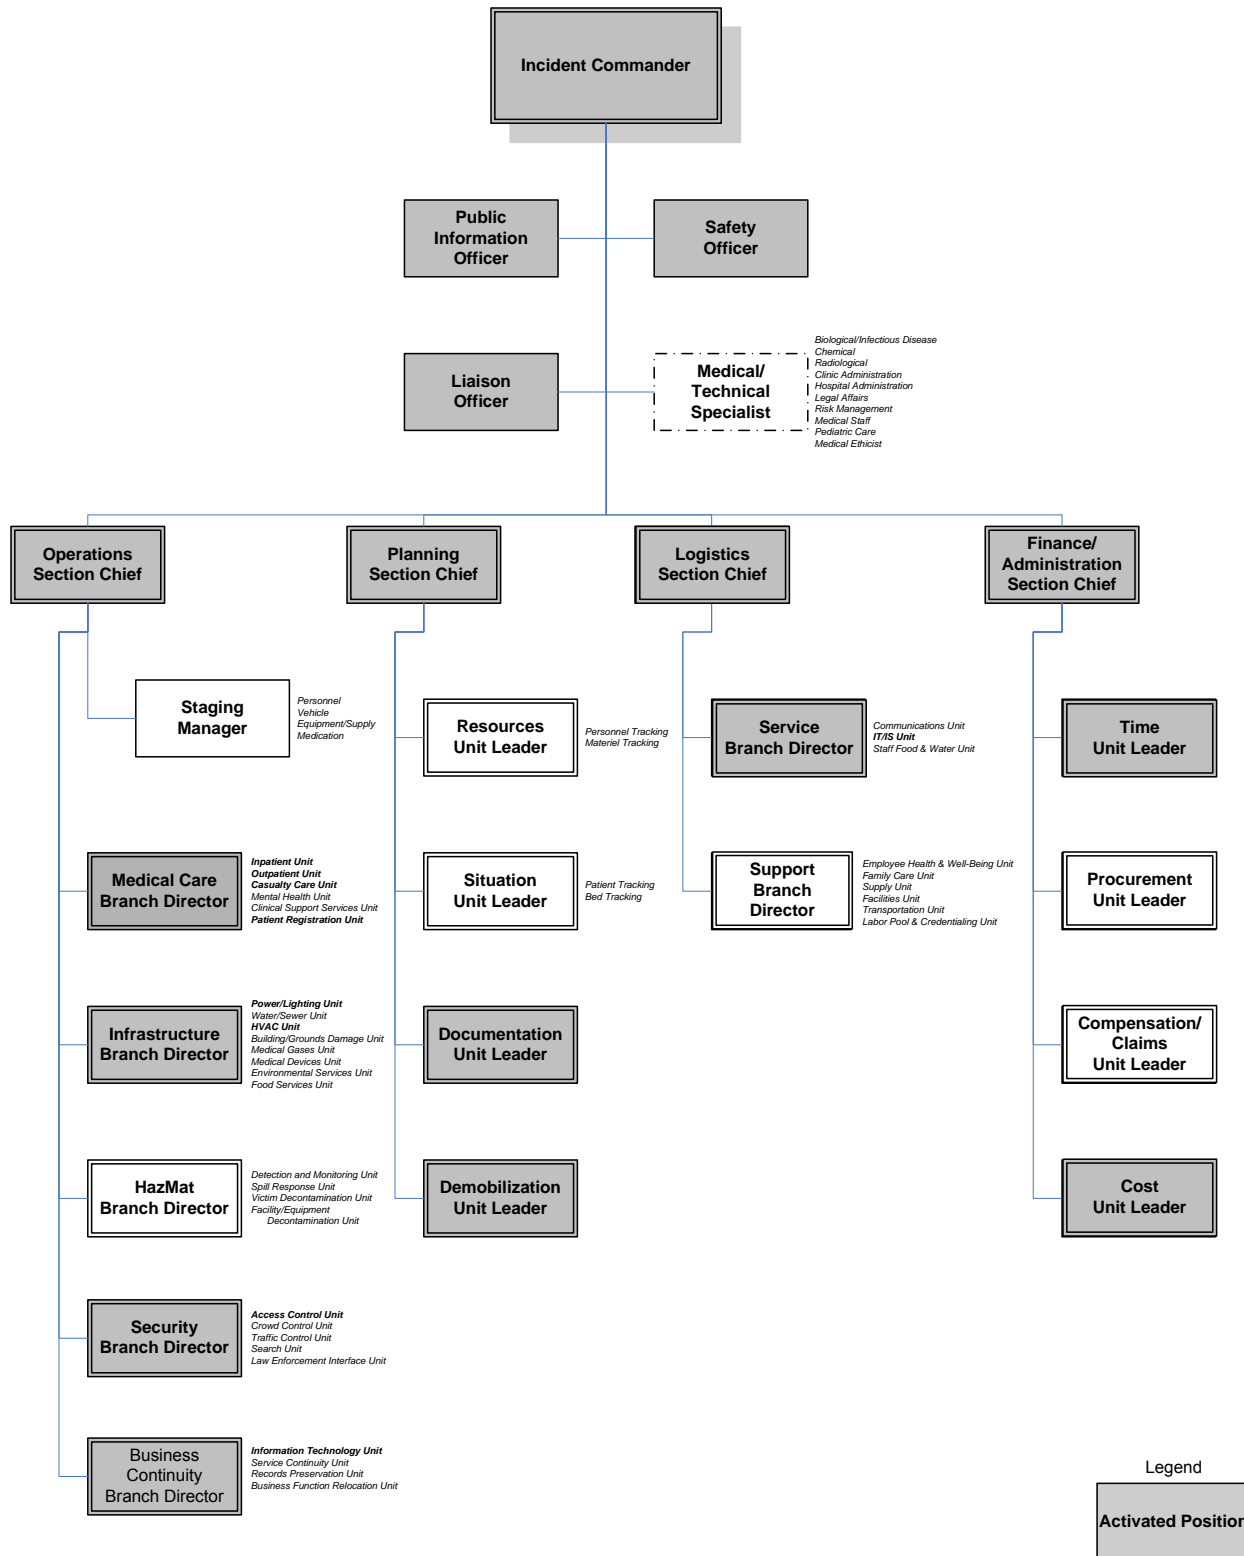 Incident Commander
Public
Information
Officer
Safety
Officer
Liaison
Officer
Medical/
Technical
Specialist
Biological/Infectious Disease
Chemical
Radiological
Clinic Administration
Hospital Administration
Legal Affairs
Risk Management
Medical Staff
Pediatric Care
Medical Ethicist
Operations
Section Chief
Planning
Section Chief
Logistics
Section Chief
Finance/
Administration
Section Chief
Staging
Manager
Personnel
Vehicle
Equipment/Supply
Medication
Resources
Unit Leader
Personnel Tracking
Materiel Tracking
Service
Branch Director
Communications Unit
IT/IS Unit
Staff Food & Water Unit
Time
Unit Leader
Medical Care
Branch Director
Inpatient Unit
Outpatient Unit
Casualty Care Unit
Mental Health Unit
Clinical Support Services Unit
Patient Registration Unit
Situation
Unit Leader
Patient Tracking
Bed Tracking
Support
Branch
Director
Employee Health & Well-Being Unit
Family Care Unit
Supply Unit
Facilities Unit
Transportation Unit
Labor Pool & Credentialing Unit
Procurement
Unit Leader
Infrastructure
Branch Director
Power/Lighting Unit
Water/Sewer Unit
HVAC Unit
Building/Grounds Damage Unit
Medical Gases Unit
Medical Devices Unit
Environmental Services Unit
Food Services Unit
Documentation
Unit Leader
Compensation/
Claims
Unit Leader
HazMat
Branch Director
Detection and Monitoring Unit
Spill Response Unit
Victim Decontamination Unit
Facility/Equipment
Decontamination Unit
Demobilization
Unit Leader
Cost
Unit Leader
Security
Branch Director
Access Control Unit
Crowd Control Unit
Traffic Control Unit
Search Unit
Law Enforcement Interface Unit
Business
Continuity
Branch Director
Information Technology Unit
Service Continuity Unit
Records Preservation Unit
Business Function Relocation Unit
Legend
Activated Position